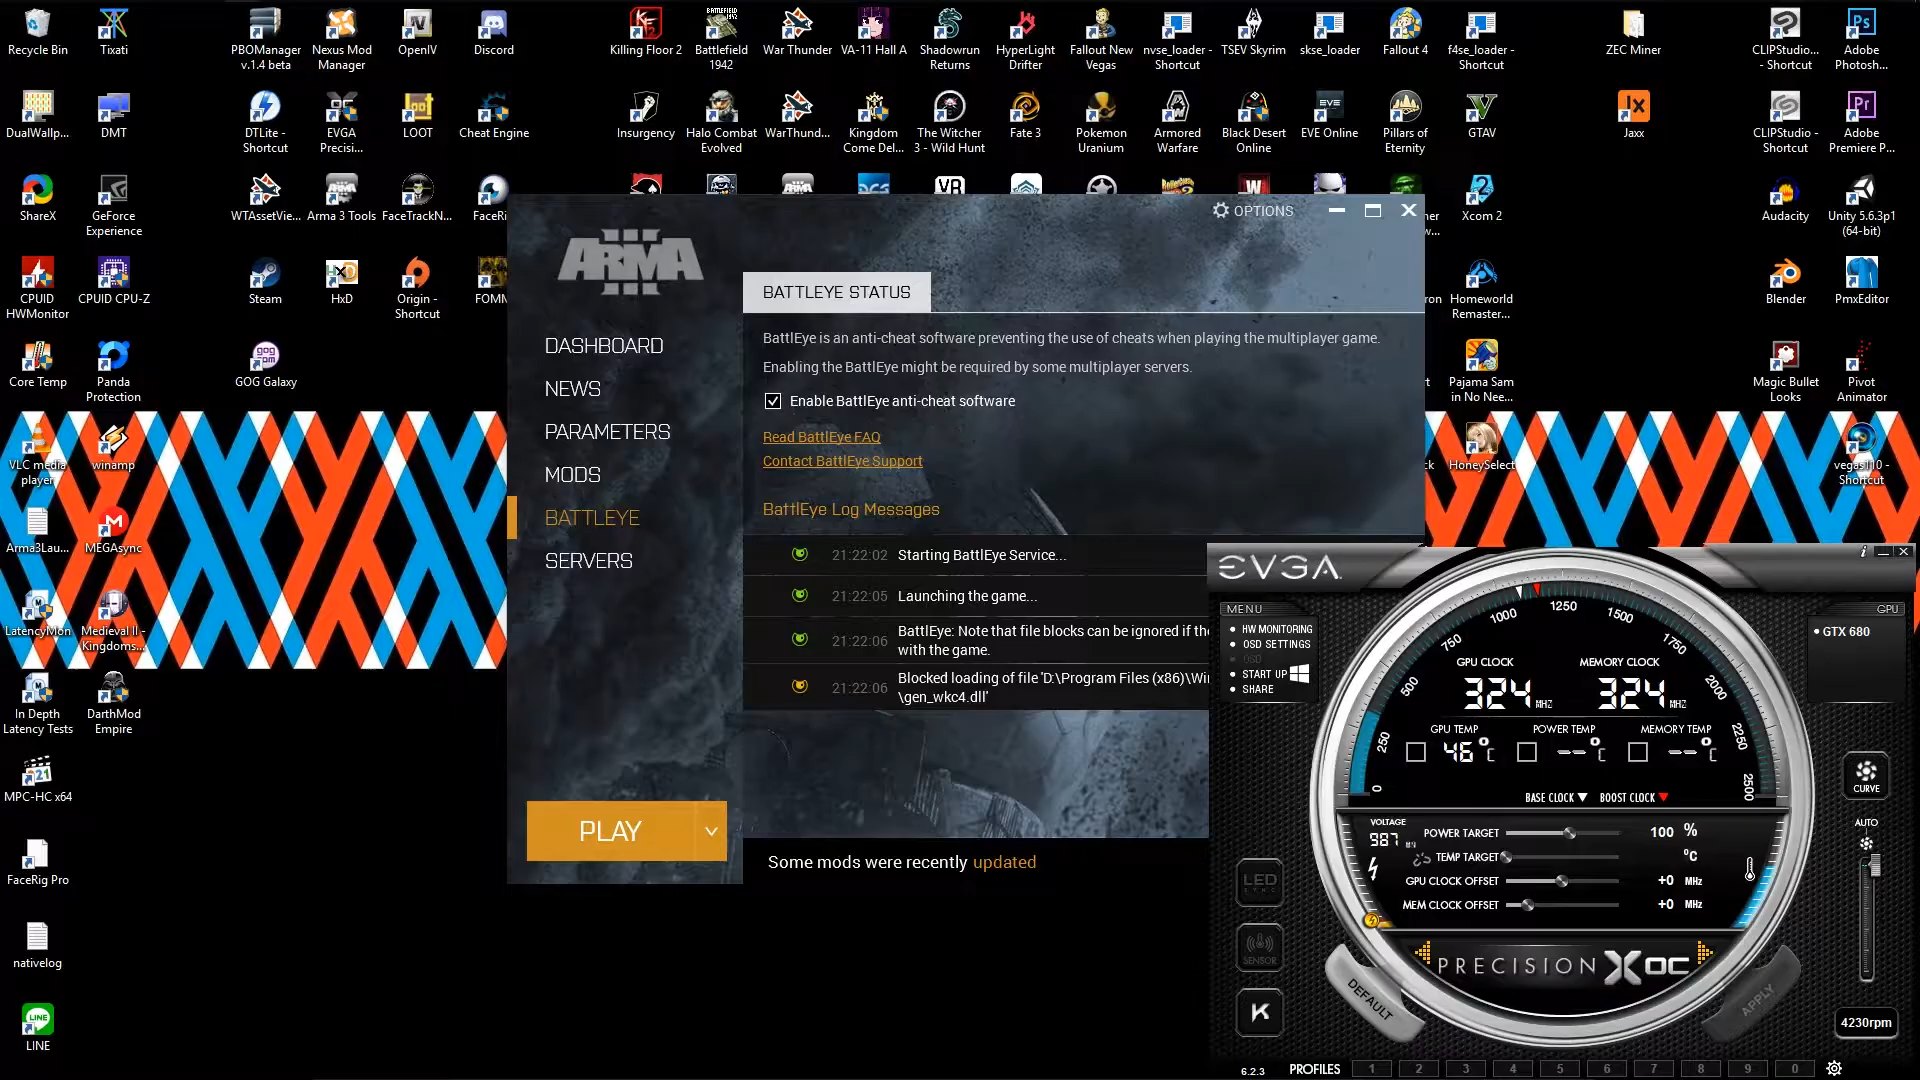 Recycle Bin
Tixati
PBOManager v.1.4 beta
Nexus Mod Manager
OpenIV
Discord
Killing Floor 2
Battlefield 1942
War Thunder
VA-11 Hall A
Shadowrun Returns
HyperLight Drifter
Fallout New Vegas
nvse_loader - Shortcut
TSEV Skyrim
skse_loader
Fallout 4
f4se_loader - Shortcut
ZEC Miner
CLIPStudio... - Shortcut
Adobe Photosh...
DualWallp...
DMT
DTLite - Shortcut
EVGA Precisi...
LOOT
Cheat Engine
Insurgency
Halo Combat Evolved
WarThund...
Kingdom Come Del...
The Witcher 3 - Wild Hunt
Fate 3
Pokemon Uranium
Armored Warfare
Black Desert Online
EVE Online
Pillars of Eternity
GTAV
Jaxx
CLIPStudio - Shortcut
Adobe Premiere P...
ShareX
GeForce Experience
WTAssetVie...
Arma 3 Tools
FaceTrackN...
FaceRi
Xcom 2
Audacity
Unity 5.6.3p1 (64-bit)
CPUID HWMonitor
CPUID CPU-Z
Steam
HxD
Origin - Shortcut
FOMM
Homeworld Remaster...
Blender
PmxEditor
Core Temp
Panda Protection
GOG Galaxy
Pajama Sam in No Nee...
Magic Bullet Looks
Pivot Animator
VLC media player
winamp
HoneySelect
vegas110 - Shortcut
Arma3Lau...
MEGAsync
LatencyMon
Medieval II - Kingdoms...
In Depth Latency Tests
DarthMod Empire
MPC-HC x64
FaceRig Pro
nativelog
LINE
OPTIONS
ARMA III
DASHBOARD
NEWS
PARAMETERS
MODS
BATTLEYE
SERVERS
PLAY
BATTLEYE STATUS
BattlEye is an anti-cheat software preventing the use of cheats when playing the multiplayer game.
Enabling the BattlEye might be required by some multiplayer servers.
Enable BattlEye anti-cheat software
Read BattlEye FAQ
Contact BattlEye Support
BattlEye Log Messages
21:22:02 Starting BattlEye Service...
21:22:05 Launching the game...
21:22:06 BattlEye: Note that file blocks can be ignored if the
with the game.
21:22:06 Blocked loading of file 'D:\Program Files (x86)\Wi
\gen_wkc4.dll'
Some mods were recently updated
EVGA
MENU
HW MONITORING
OSD SETTINGS
OSD
START UP
SHARE
GPU
GTX 680
0 250 500 750 1000 1250 1500 1750 2000 2250 2500
GPU CLOCK
324 MHZ
MEMORY CLOCK
324 MHZ
GPU TEMP
46 °C
POWER TEMP
-- °C
MEMORY TEMP
-- °C
BASE CLOCK
BOOST CLOCK
VOLTAGE
987
POWER TARGET 100 %
TEMP TARGET °C
GPU CLOCK OFFSET +0 MHz
MEM CLOCK OFFSET +0 MHz
CURVE
AUTO
LED SYNC
SENSOR
K
PRECISION XOC
DEFAULT
APPLY
4230rpm
6.2.3
PROFILES 1 2 3 4 5 6 7 8 9 0